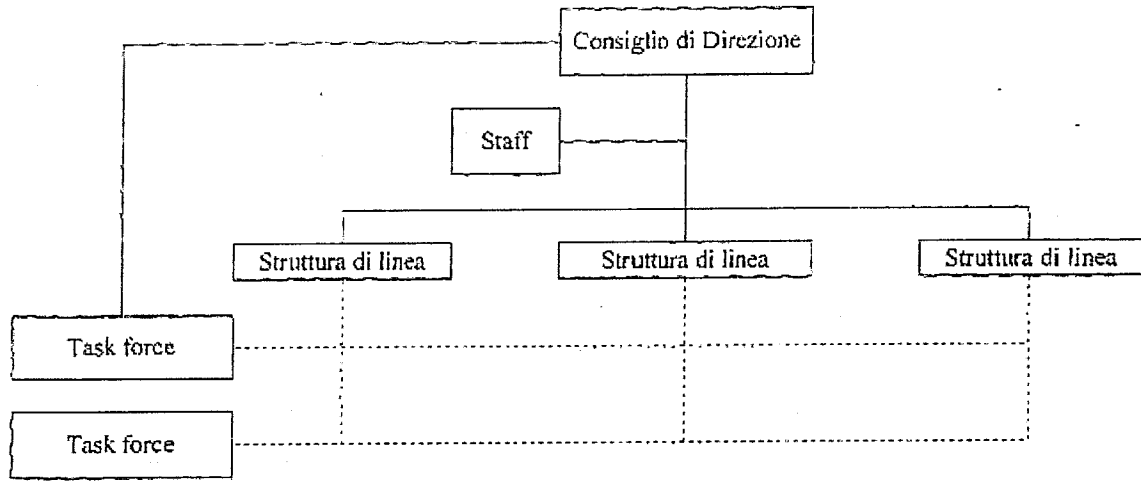 Consiglio di Direzione
Staff
Struttura di linea
Struttura di linea
Struttura di linea
Task force
Task force